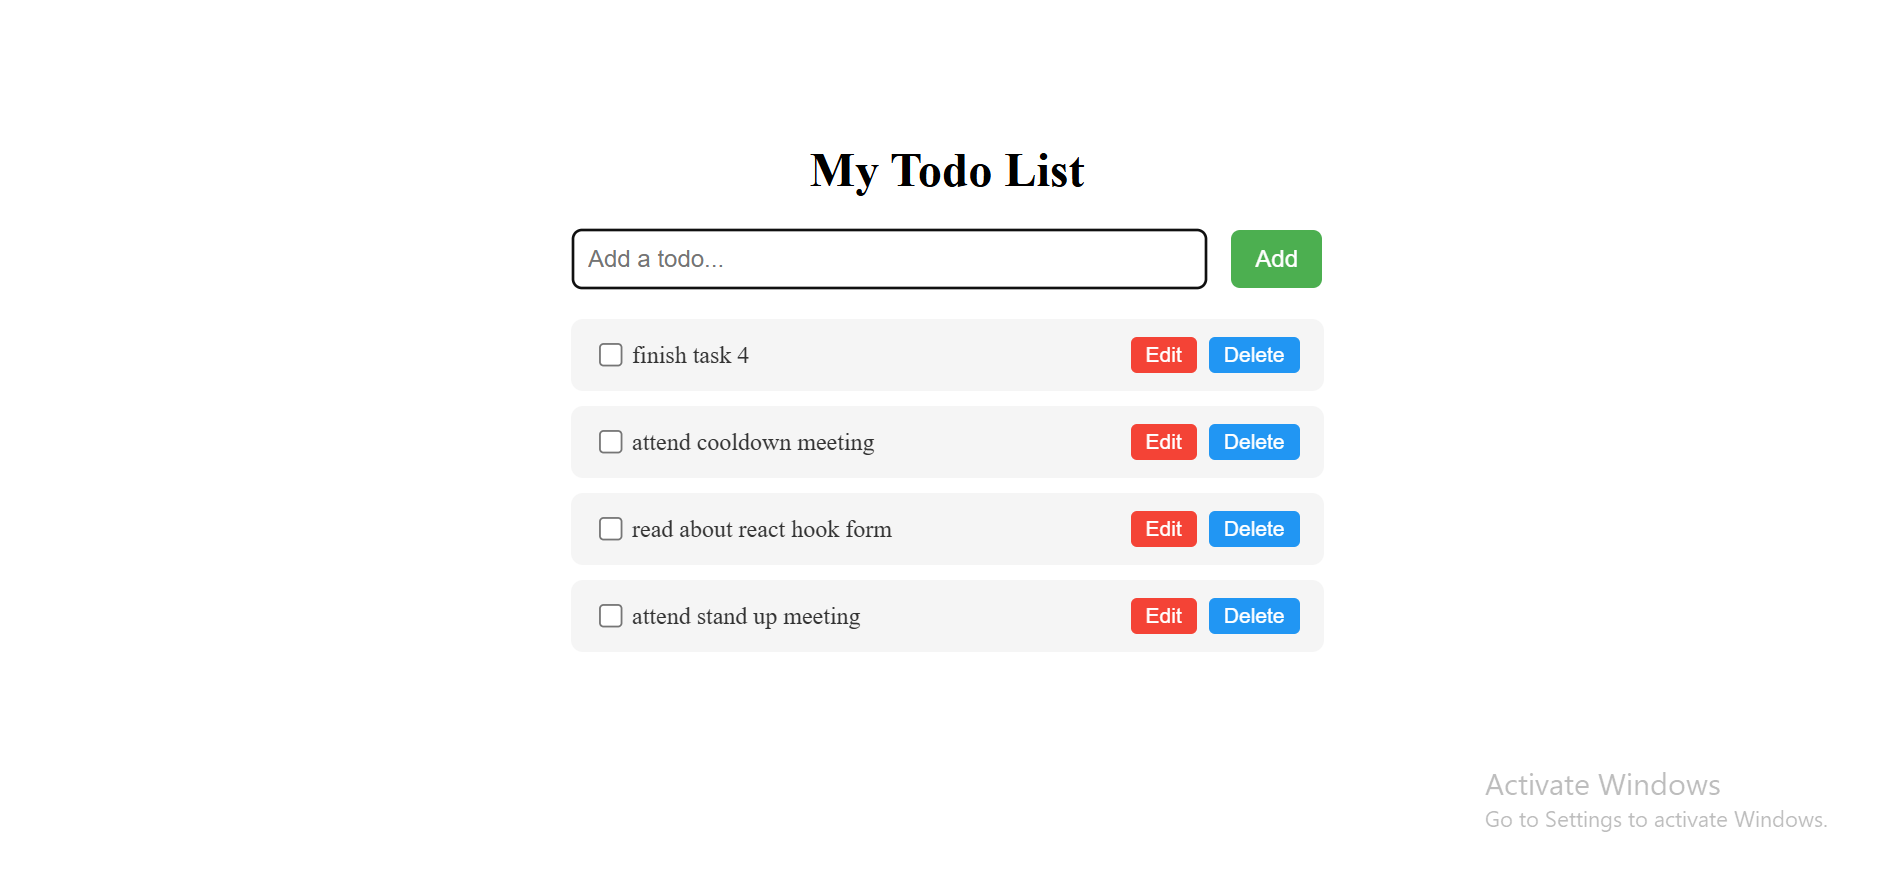 My Todo List
Add a todo... Add
finish task 4 Edit Delete
attend cooldown meeting Edit Delete
read about react hook form Edit Delete
attend stand up meeting Edit Delete
Activate Windows
Go to Settings to activate Windows.